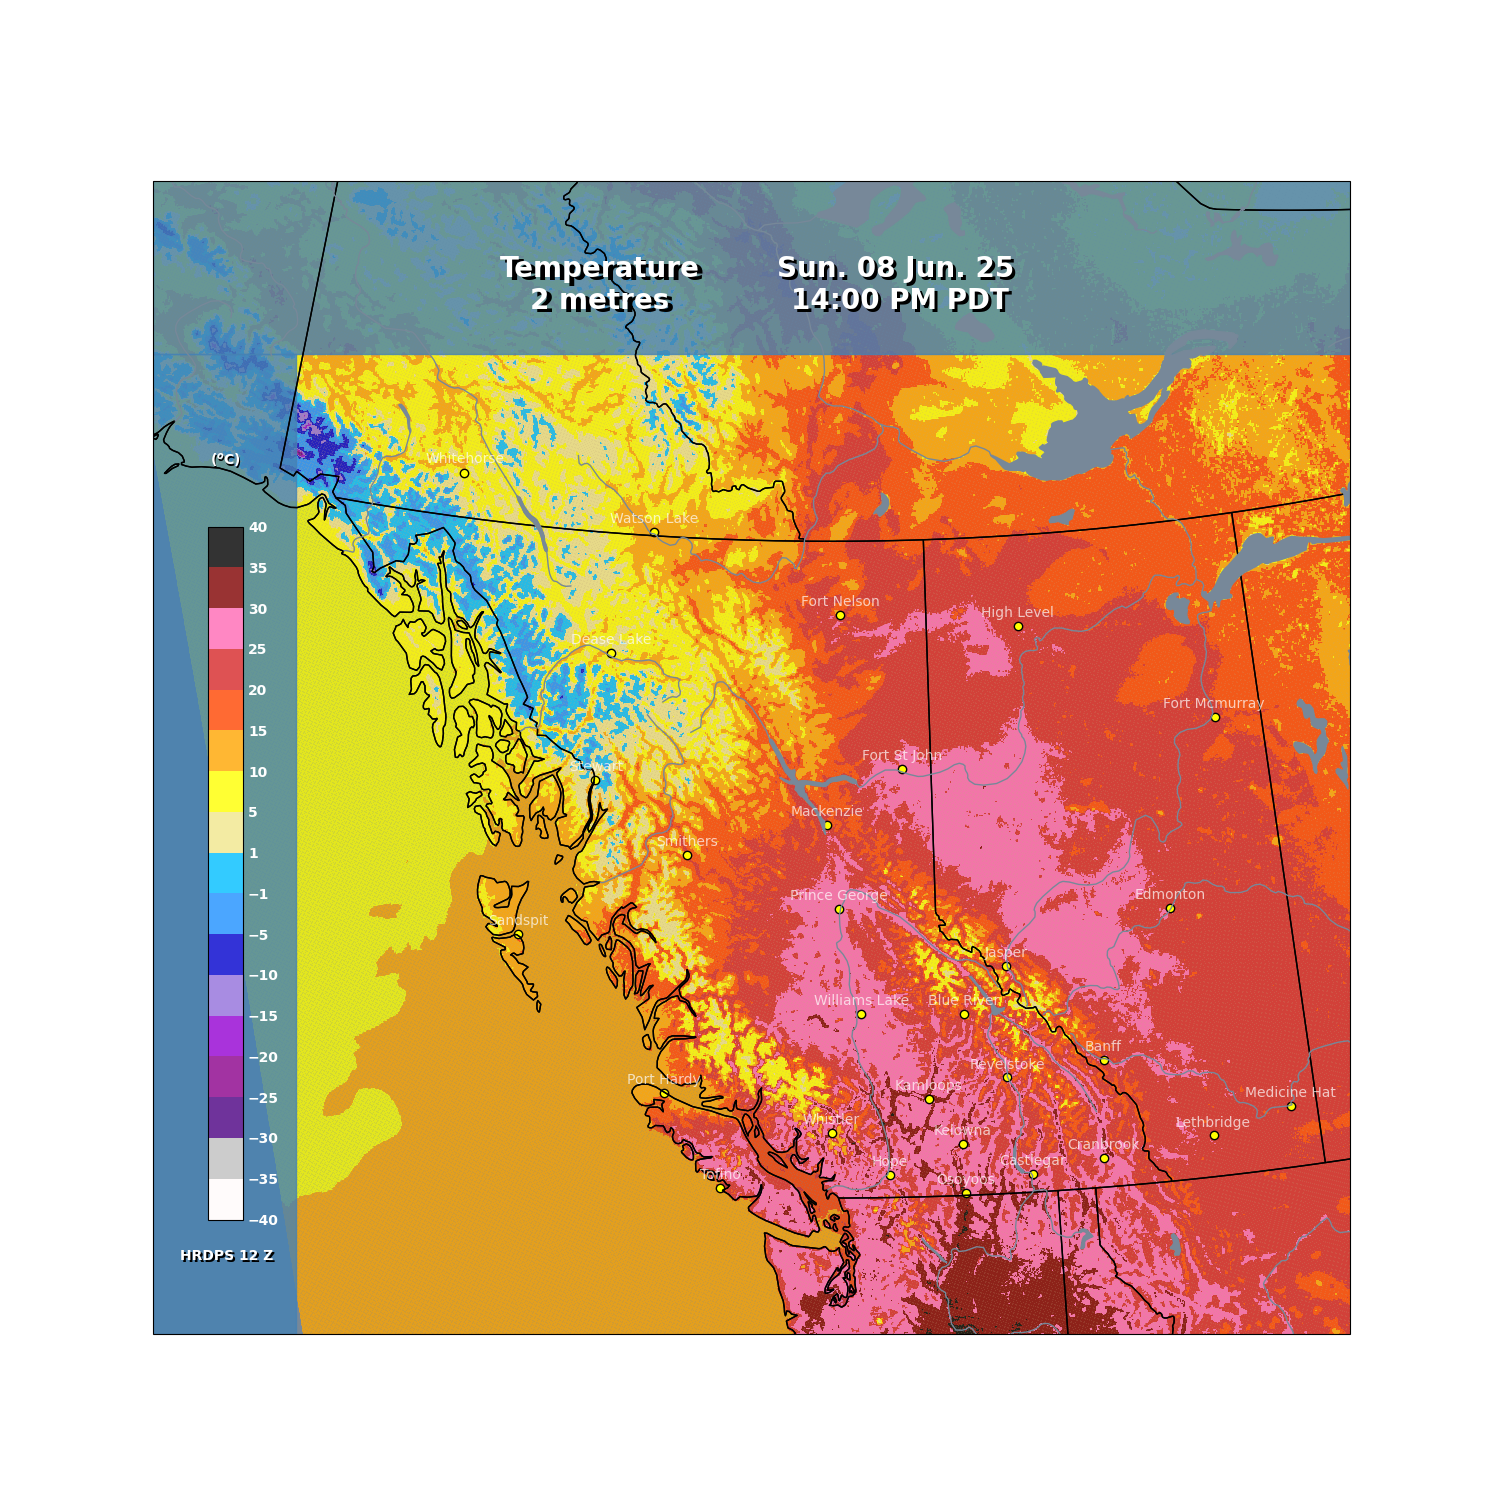 Temperature
2 metres
Sun. 08 Jun. 25
14:00 PM PDT
(°C)
40
35
30
25
20
15
10
5
1
−1
−5
−10
−15
−20
−25
−30
−35
−40
HRDPS 12 Z
Whitehorse
Watson Lake
Fort Nelson
High Level
Dease Lake
Fort Mcmurray
Fort St John
Stewart
Mackenzie
Smithers
Prince George
Edmonton
Sandspit
Jasper
Williams Lake
Blue River
Banff
Revelstoke
Port Hardy
Kamloops
Medicine Hat
Whistler
Lethbridge
Kelowna
Cranbrook
Hope
Castlegar
Tofino
Osoyoos